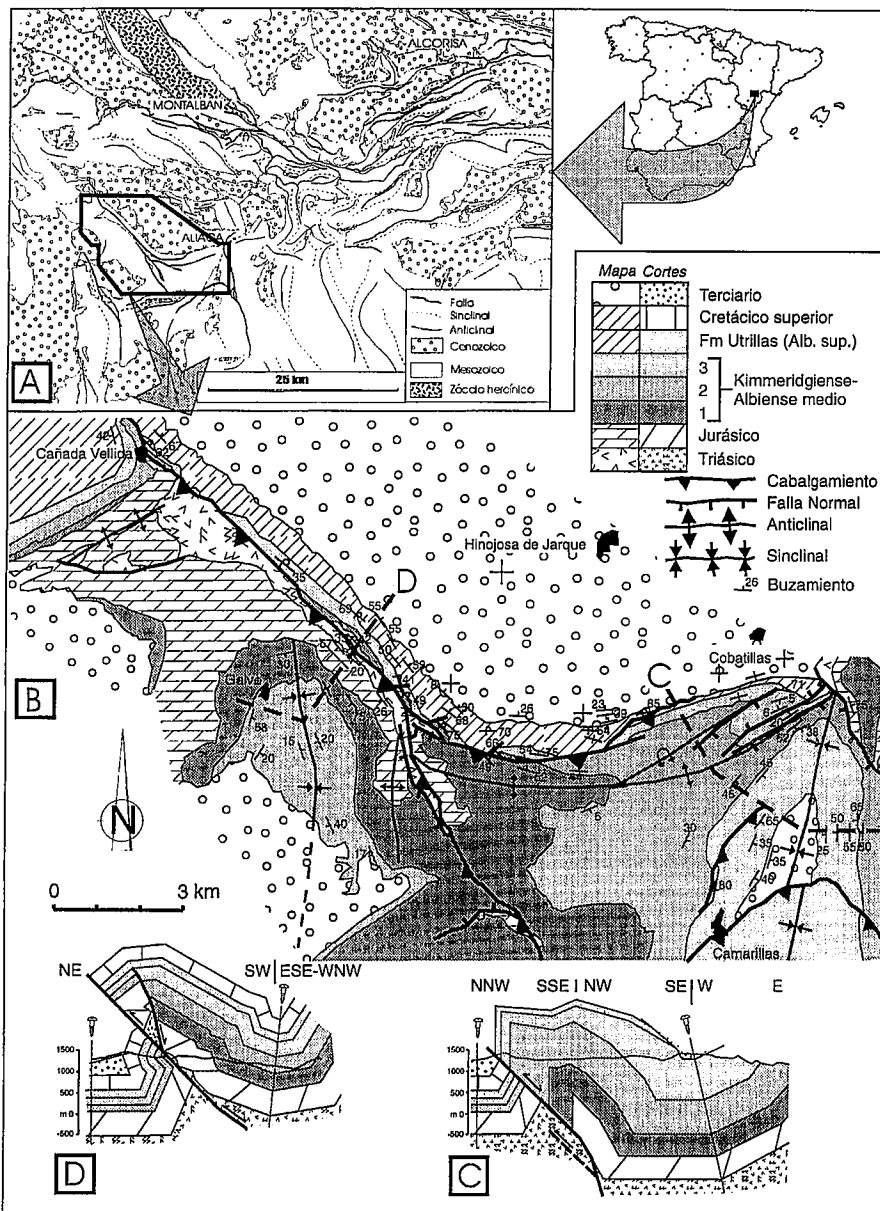 ALCORISA
MONTALBAN
ALIAGA
Falla
Sinclinal
Anticlinal
Cenozoico
Mesozoico
Zócalo hercínico
25 km
A
Mapa Cortes
Terciario
Cretácico superior
Fm Utrillas (Alb. sup.)
3
2
1
Kimmeridgiense-
Albiense medio
Jurásico
Triásico
Cabalgamiento
Falla Normal
Anticlinal
Sinclinal
26 Buzamiento
Cañada Vellida
Hinojosa de Jarque
D
Cobatillas
C
B
Galve
N
0 3 km
Camarillas
NE SW ESE-WNW
1500
1000
500
m 0
-500
D
NNW SSE NW SE W E
1500
1000
500
m 0
-500
C